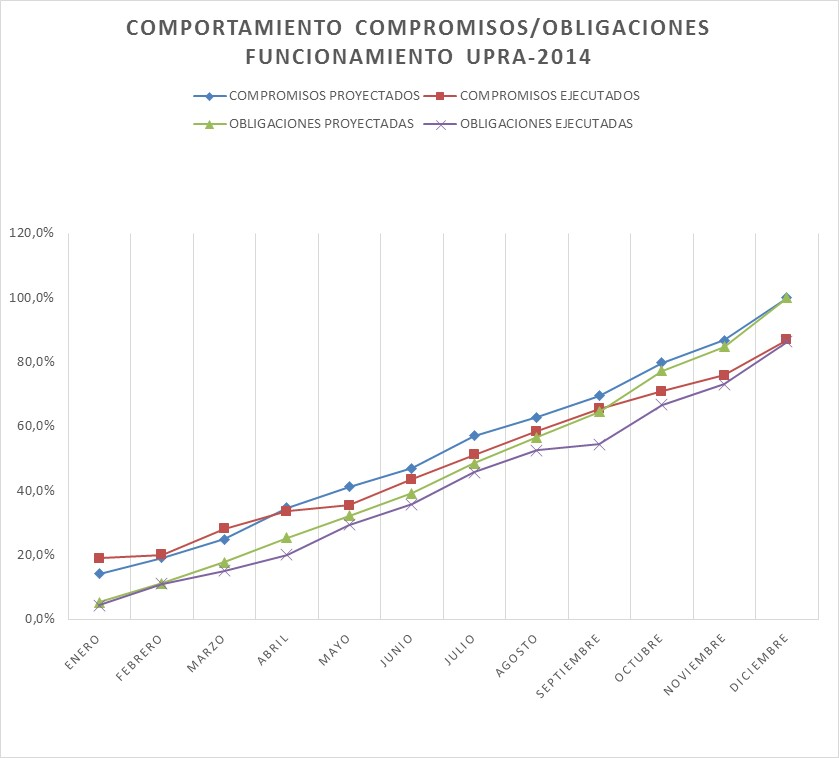 COMPORTAMIENTO COMPROMISOS/OBLIGACIONES
FUNCIONAMIENTO UPRA-2014
COMPROMISOS PROYECTADOS
COMPROMISOS EJECUTADOS
OBLIGACIONES PROYECTADAS
OBLIGACIONES EJECUTADAS
120,0%
100,0%
80,0%
60,0%
40,0%
20,0%
0,0%
ENERO
FEBRERO
MARZO
ABRIL
MAYO
JUNIO
JULIO
AGOSTO
SEPTIEMBRE
OCTUBRE
NOVIEMBRE
DICIEMBRE